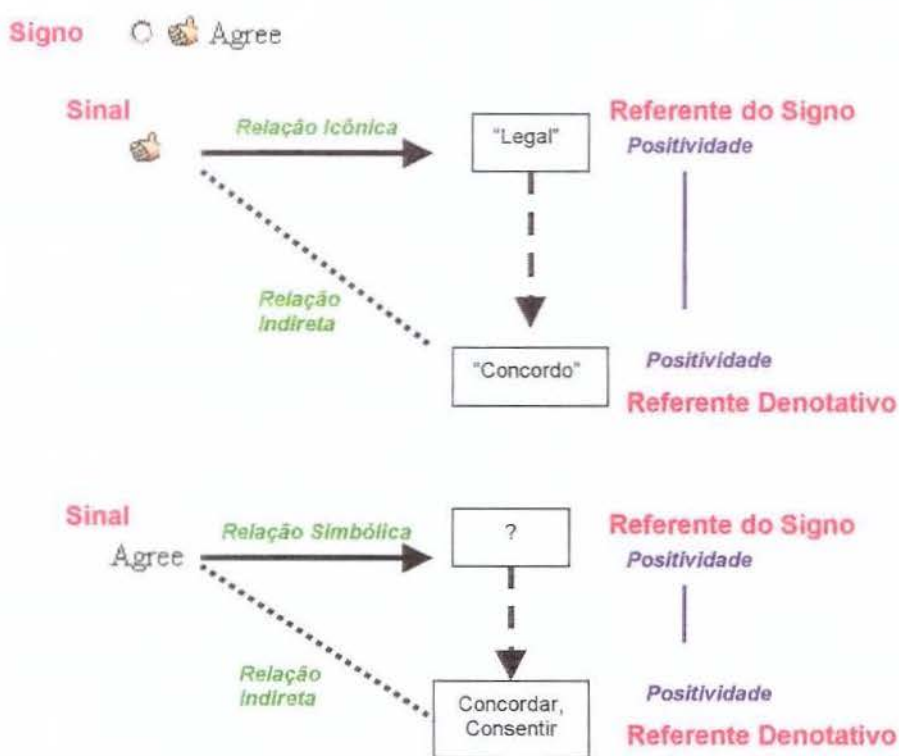 Signo Agree
Sinal
Relação Icônica
"Legal"
Referente do Signo
Positividade
Relação
Indireta
"Concordo"
Positividade
Referente Denotativo
Sinal
Agree
Relação Simbólica
?
Referente do Signo
Positividade
Relação
Indireta
Concordar,
Consentir
Positividade
Referente Denotativo